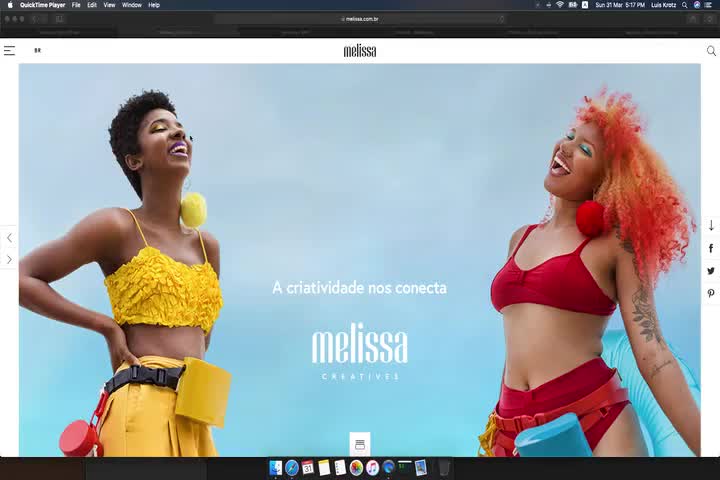 QuickTime Player File Edit View Window Help
Sun 31 Mar 5:17 PM Luis Krotz
melissa.com.br
BR
melissa
A criatividade nos conecta
melissa
CREATIVES